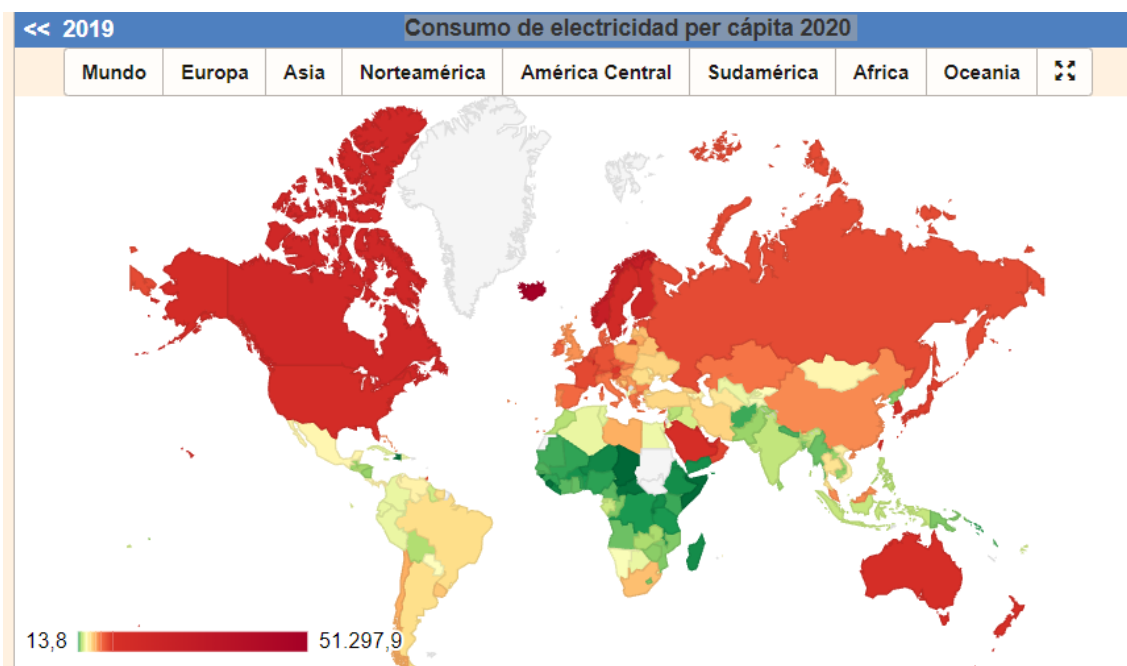 << 2019 Consumo de electricidad per cápita 2020
Mundo Europa Asia Norteamérica América Central Sudamérica Africa Oceania
13,8 51.297,9